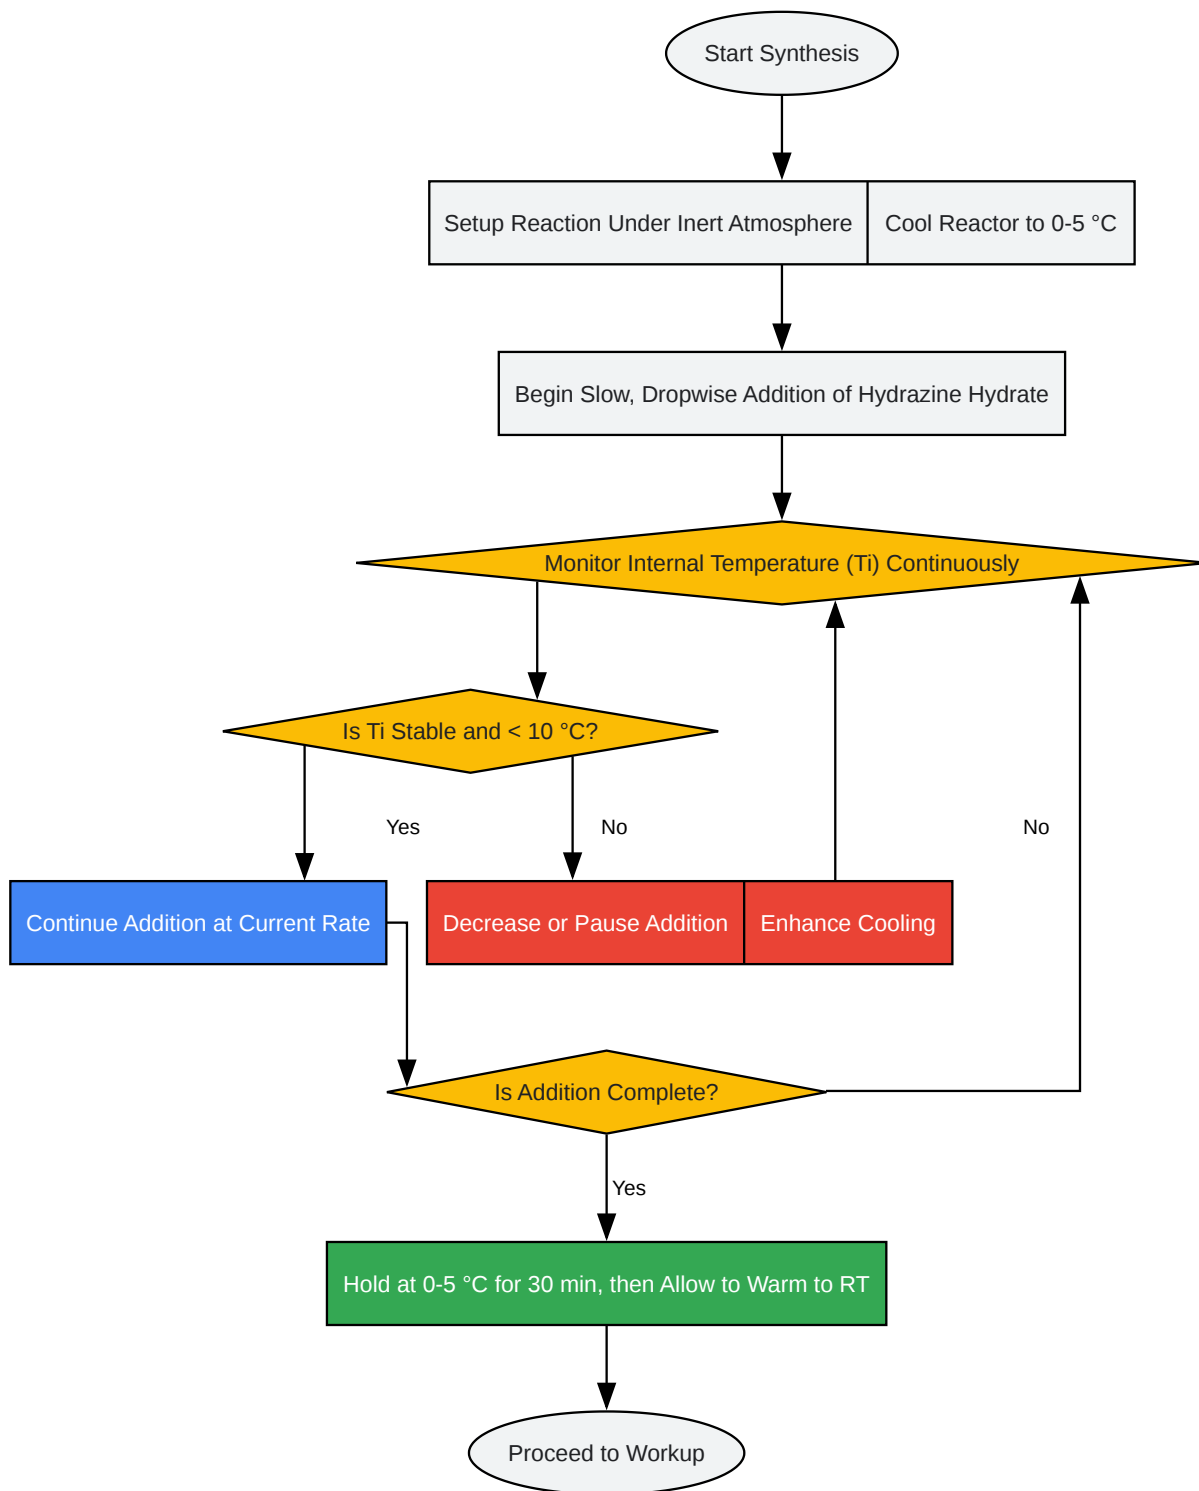 Start Synthesis
Setup Reaction Under Inert Atmosphere
Cool Reactor to 0-5 °C
Begin Slow, Dropwise Addition of Hydrazine Hydrate
Monitor Internal Temperature (Ti) Continuously
Is Ti Stable and < 10 °C?
Yes
No
No
Continue Addition at Current Rate
Decrease or Pause Addition
Enhance Cooling
Is Addition Complete?
Yes
Hold at 0-5 °C for 30 min, then Allow to Warm to RT
Proceed to Workup